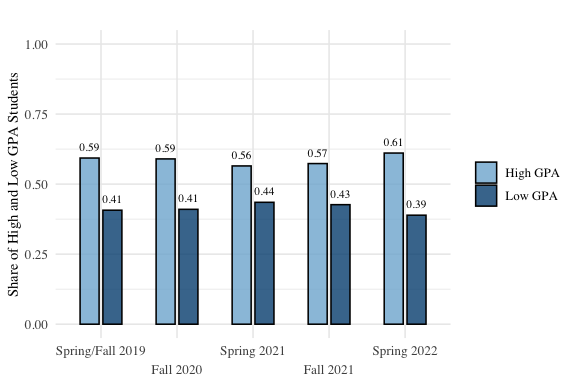 1.00
0.75
0.50
0.25
0.00
Share of High and Low GPA Students
0.59
0.41
0.59
0.41
0.56
0.44
0.57
0.43
0.61
0.39
Spring/Fall 2019
Fall 2020
Spring 2021
Fall 2021
Spring 2022
High GPA
Low GPA